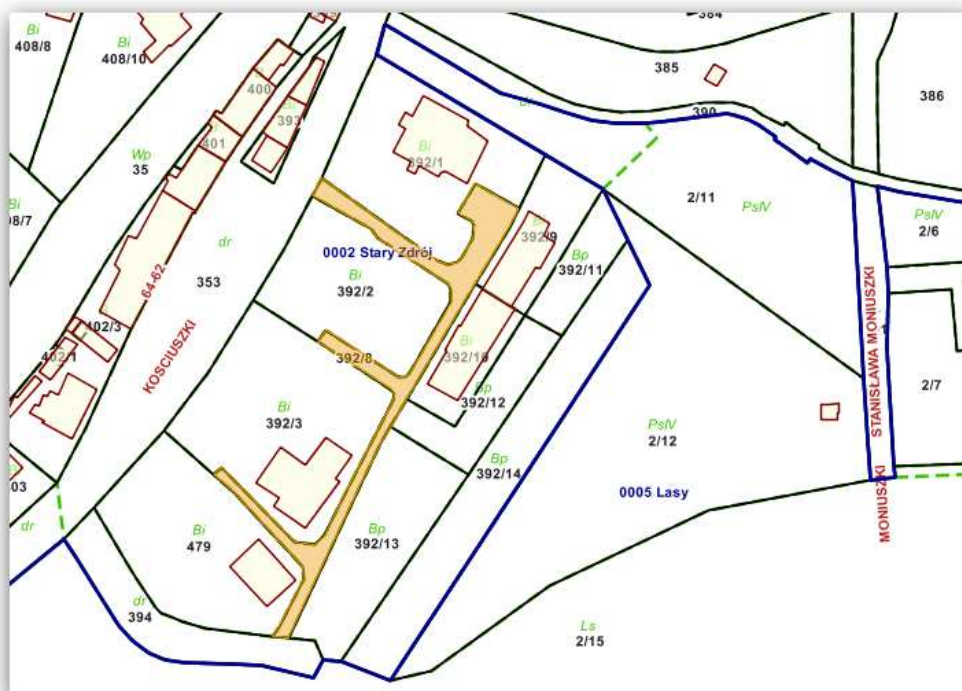 384
Bi
408/8
Bi
408/10
385
386
400
Bi
393
dr
390
401
Bi
392/1
Wp
35
2/11
PsIV
Bi
08/7
PsIV
2/6
dr
353
0002 Stary Zdrój
392/9
Bp
392/11
Bi
392/2
64-62
402/3
402/1
KOŚCIUSZKI
392/8
Bi
392/10
1
STANISŁAWA MONIUSZKI
2/7
Bp
392/12
Bi
392/3
PsIV
2/12
Bp
392/14
0005 Lasy
03
dr
Bi
479
Bp
392/13
MONIUSZKI
dr
394
Ls
2/15